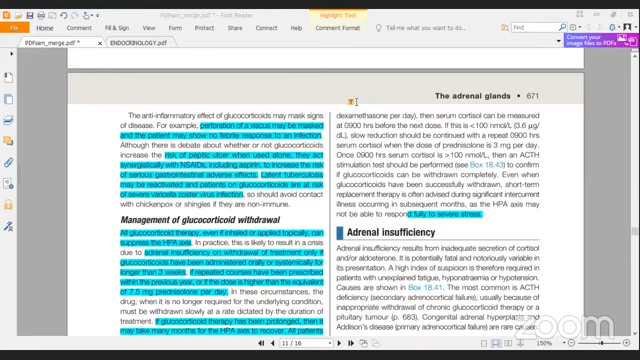 PDFsam_merge.pdf * - Foxit Reader
Highlight Tool
File
Home
Comment
Fill & Sign
View
Form
Protect
Share
Help
Comment Format
Tell me what you want to do...
Find
PDFsam_merge.pdf *
ENDOCRINOLOGY.pdf
Convert your
image files to PDFs
The adrenal glands • 671
The anti-inflammatory effect of glucocorticoids may mask signs
of disease. For example, perforation of a viscus may be masked
and the patient may show no febrile response to an infection.
Although there is debate about whether or not glucocorticoids
increase the risk of peptic ulcer when used alone, they act
synergistically with NSAIDs, including aspirin, to increase the risk
of serious gastrointestinal adverse effects. Latent tuberculosis
may be reactivated and patients on glucocorticoids are at risk
of severe varicella zoster virus infection, so should avoid contact
with chickenpox or shingles if they are non-immune.
Management of glucocorticoid withdrawal
All glucocorticoid therapy, even if inhaled or applied topically, can
suppress the HPA axis. In practice, this is likely to result in a crisis
due to adrenal insufficiency on withdrawal of treatment only if
glucocorticoids have been administered orally or systemically for
longer than 3 weeks, if repeated courses have been prescribed
within the previous year, or if the dose is higher than the equivalent
of 7.5 mg prednisolone per day. In these circumstances, the
drug, when it is no longer required for the underlying condition,
must be withdrawn slowly at a rate dictated by the duration of
treatment. If glucocorticoid therapy has been prolonged, then it
may take many months for the HPA axis to recover. All patients
dexamethasone per day), then serum cortisol can be measured
at 0900 hrs before the next dose. If this is <100 nmol/L (3.6 μg/
dL), slow reduction should be continued with a repeat 0900 hrs
serum cortisol when the dose of prednisolone is 3 mg per day.
Once 0900 hrs serum cortisol is >100 nmol/L, then an ACTH
stimulation test should be performed (see Box 18.43) to confirm
if glucocorticoids can be withdrawn completely. Even when
glucocorticoids have been successfully withdrawn, short-term
replacement therapy is often advised during significant intercurrent
illness occurring in subsequent months, as the HPA axis may
not be able to respond fully to severe stress.
Adrenal insufficiency
Adrenal insufficiency results from inadequate secretion of cortisol
and/or aldosterone. It is potentially fatal and notoriously variable in
its presentation. A high index of suspicion is therefore required in
patients with unexplained fatigue, hyponatraemia or hypotension.
Causes are shown in Box 18.41. The most common is ACTH
deficiency (secondary adrenocortical failure), usually because of
inappropriate withdrawal of chronic glucocorticoid therapy or a
pituitary tumour (p. 683). Congenital adrenal hyperplasia and
Addison's disease (primary adrenocortical failure) are rare causes.
zoom
11 / 16
150%